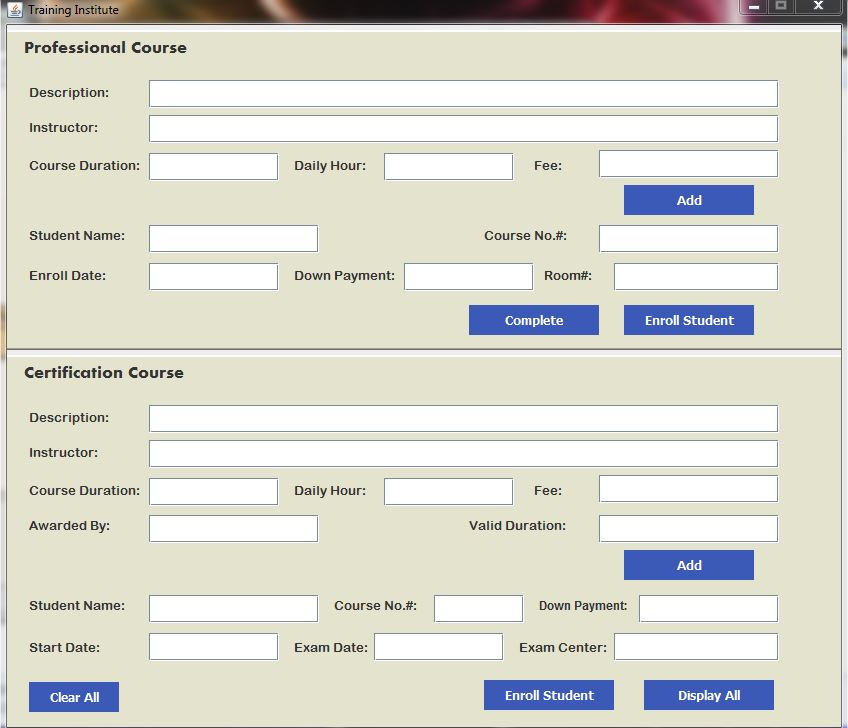 Training Institute
Professional Course
Description:
Instructor:
Course Duration: Daily Hour: Fee:
Add
Student Name: Course No.#:
Enroll Date: Down Payment: Room#:
Complete Enroll Student
Certification Course
Description:
Instructor:
Course Duration: Daily Hour: Fee:
Awarded By: Valid Duration:
Add
Student Name: Course No.#: Down Payment:
Start Date: Exam Date: Exam Center:
Clear All Enroll Student Display All